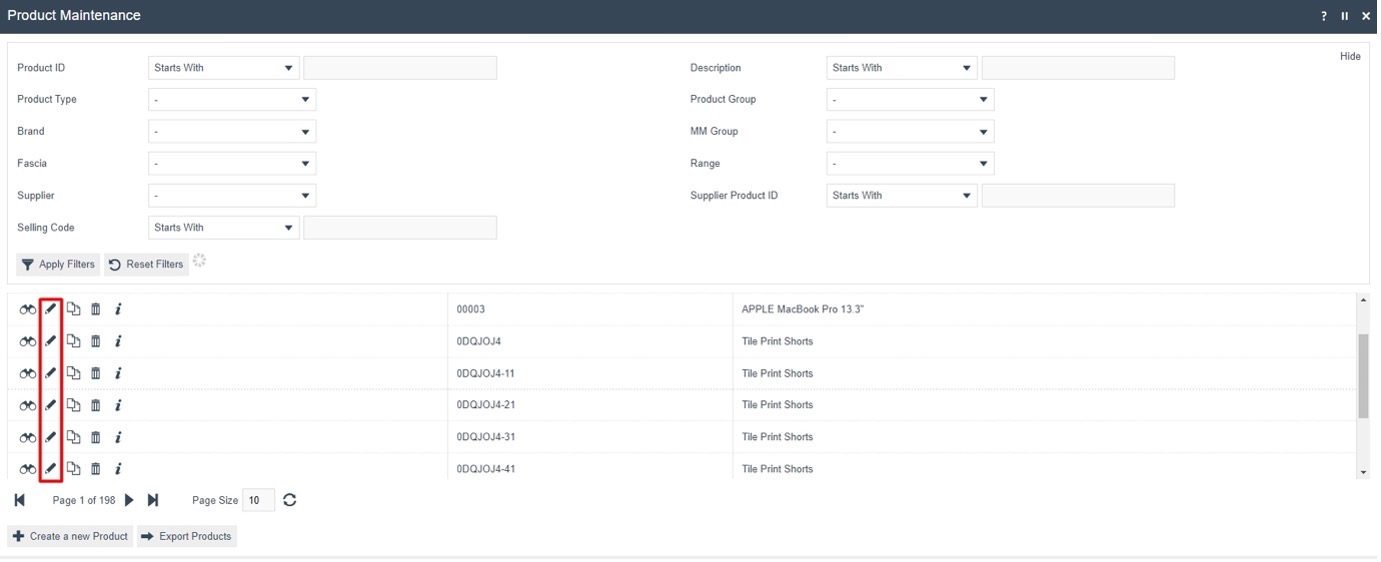 Product Maintenance ?
Hide
Product ID Starts With Description Starts With
Product Type - Product Group -
Brand - MM Group -
Fascia - Range -
Supplier - Supplier Product ID Starts With
Selling Code Starts With
Apply Filters Reset Filters
i 00003 APPLE MacBook Pro 13.3"
i 0DQJOJ4 Tile Print Shorts
i 0DQJOJ4-11 Tile Print Shorts
i 0DQJOJ4-21 Tile Print Shorts
i 0DQJOJ4-31 Tile Print Shorts
i 0DQJOJ4-41 Tile Print Shorts
Page 1 of 198 Page Size 10
Create a new Product Export Products